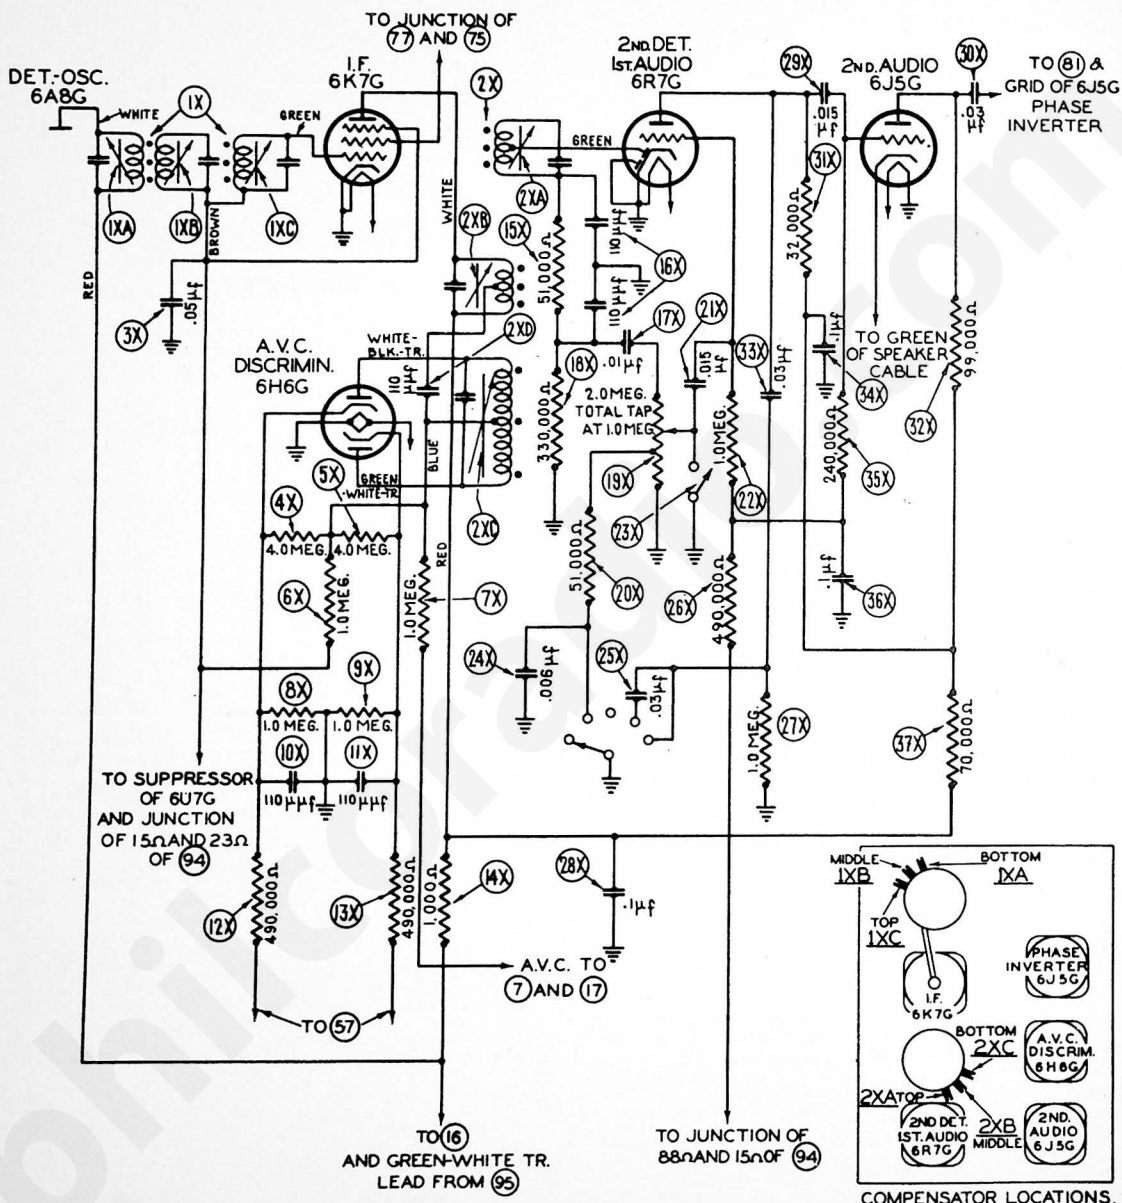 TO JUNCTION OF
77 AND 75
DET.-OSC.
6A8G
I.F.
6K7G
2ND. DET.
1ST. AUDIO
6R7G
2ND. AUDIO
6J5G
TO 81 &
GRID OF 6J5G
PHASE
INVERTER
WHITE
1X
GREEN
2X
GREEN
29X
.015
μf
30X
.03
μf
1XA
1XB
1XC
BROWN
RED
WHITE
2XA
2XB
15X
51,000Ω
110 μμf
16X
110 μμf
31X
32,000Ω
3X
.05 μf
A.V.C.
DISCRIMIN.
6H6G
WHITE-
BLK.-TR.
2XD
110
μμf
BLUE
GREEN
-WHITE-TR.
2XC
17X
.01μf
18X
330,000Ω
21X
.015 μf
33X
.03μf
.1μf
34X
TO GREEN
OF SPEAKER
CABLE
99,000Ω
32X
2.0 MEG.
TOTAL TAP
AT 1.0 MEG
19X
23X
1.0 MEG.
22X
240,000Ω
35X
4X
5X
4.0 MEG.
4.0 MEG.
6X
1.0 MEG.
1.0 MEG.
7X
RED
51,000Ω
20X
26X
490,000Ω
.1μf
36X
24X
.006μf
25X
.03μf
1.0 MEG.
27X
37X
70,000Ω
8X
9X
1.0 MEG.
1.0 MEG.
10X
11X
110μμf
110μμf
TO SUPPRESSOR
OF 6U7G
AND JUNCTION
OF 15Ω AND 23Ω
OF 94
12X
490,000Ω
13X
490,000Ω
1,000Ω
14X
28X
.1μf
A.V.C. TO
7 AND 17
TO 57
TO 16
AND GREEN-WHITE TR.
LEAD FROM 95
TO JUNCTION OF
88Ω AND 15Ω OF 94
MIDDLE
1XB
BOTTOM
1XA
TOP
1XC
I.F.
6K7G
PHASE
INVERTER
6J5G
BOTTOM
2XC
A.V.C.
DISCRIM.
6H6G
2XA TOP
2XB
MIDDLE
2ND DET.
1ST. AUDIO
6R7G
2ND.
AUDIO
6J5G
COMPENSATOR LOCATIONS.
philcoradio.com